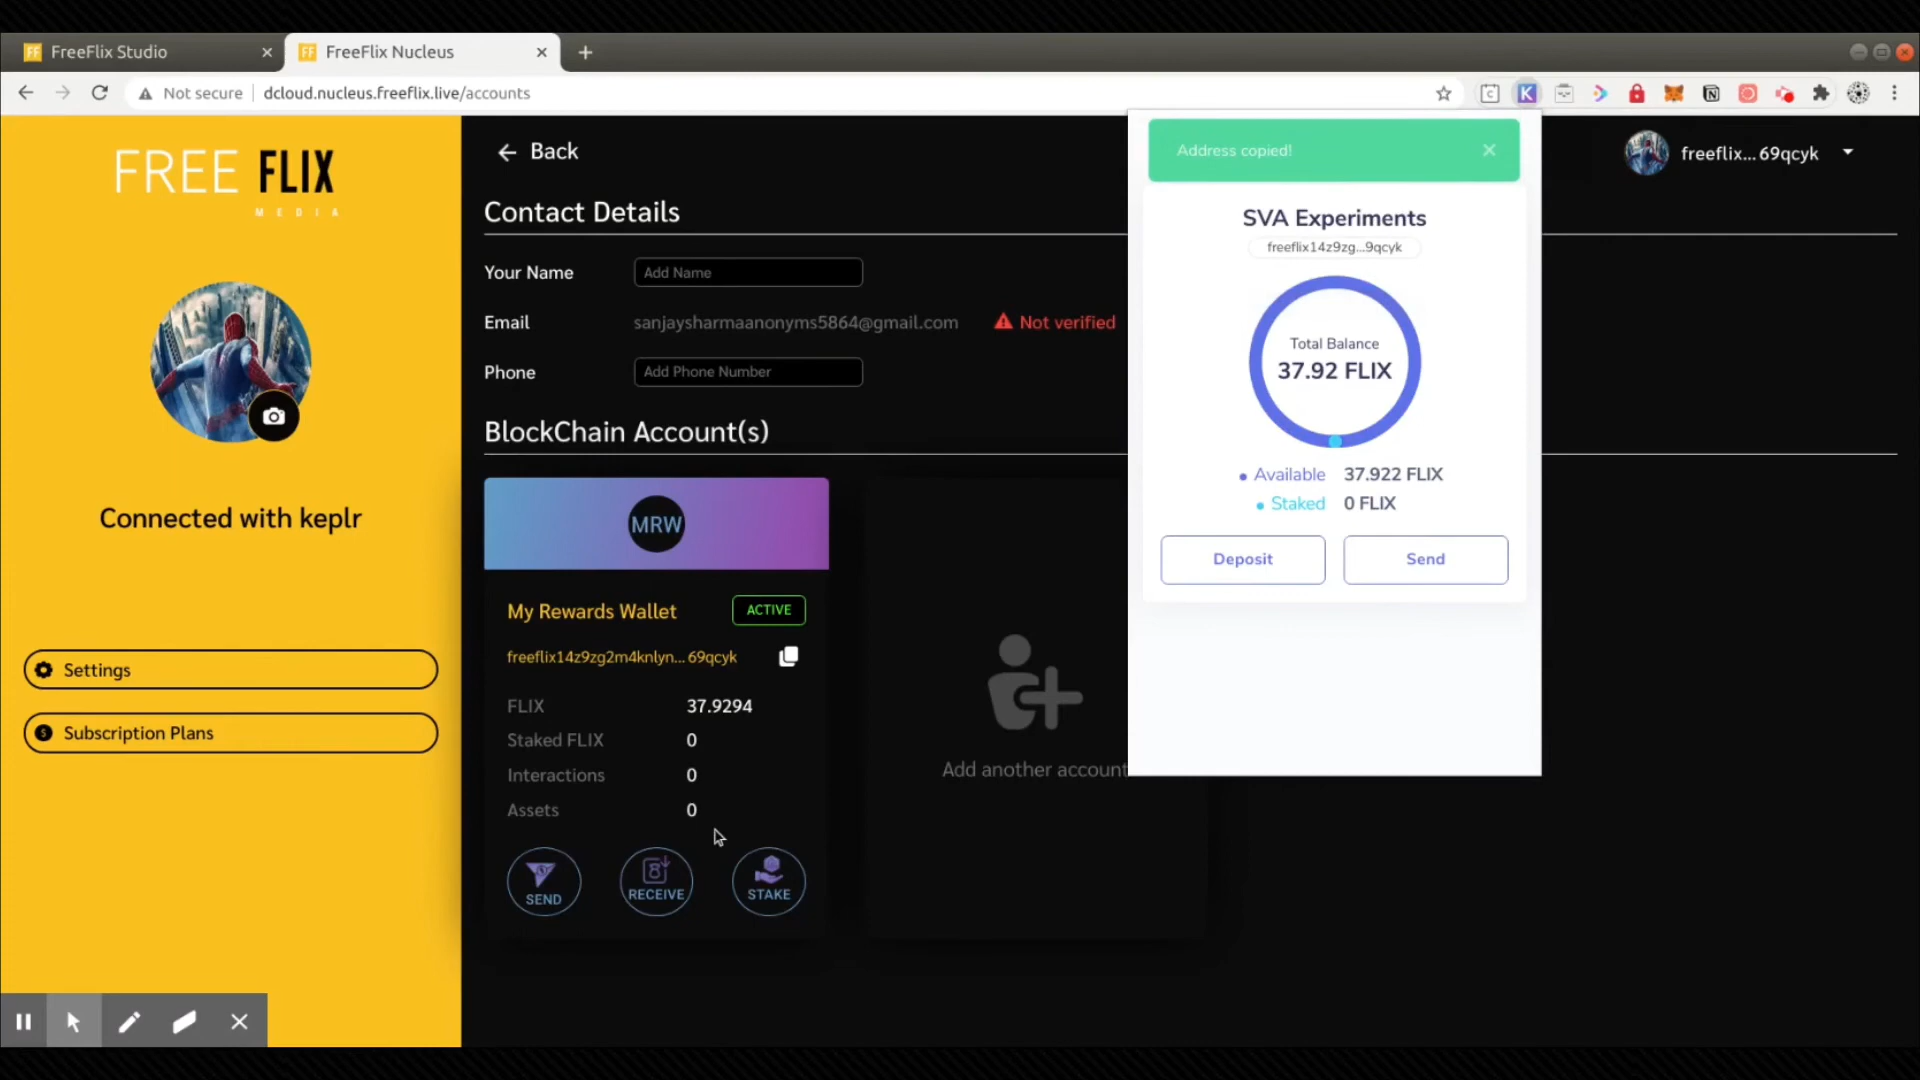 FreeFlix Studio
FreeFlix Nucleus
Not secure
dcloud.nucleus.freeflix.live/accounts
FREE FLIX
MEDIA
Connected with keplr
Settings
Subscription Plans
Back
freeflix...69qcyk
Contact Details
Your Name
Add Name
Email
sanjaysharmaanonyms5864@gmail.com
Not verified
Phone
Add Phone Number
BlockChain Account(s)
MRW
My Rewards Wallet
ACTIVE
freeflix14z9zg2m4knlyn...69qcyk
FLIX 37.9294
Staked FLIX 0
Interactions 0
Assets 0
SEND
RECEIVE
STAKE
Add another account
Address copied!
SVA Experiments
freeflix14z9zg...9qcyk
Total Balance
37.92 FLIX
Available 37.922 FLIX
Staked 0 FLIX
Deposit
Send